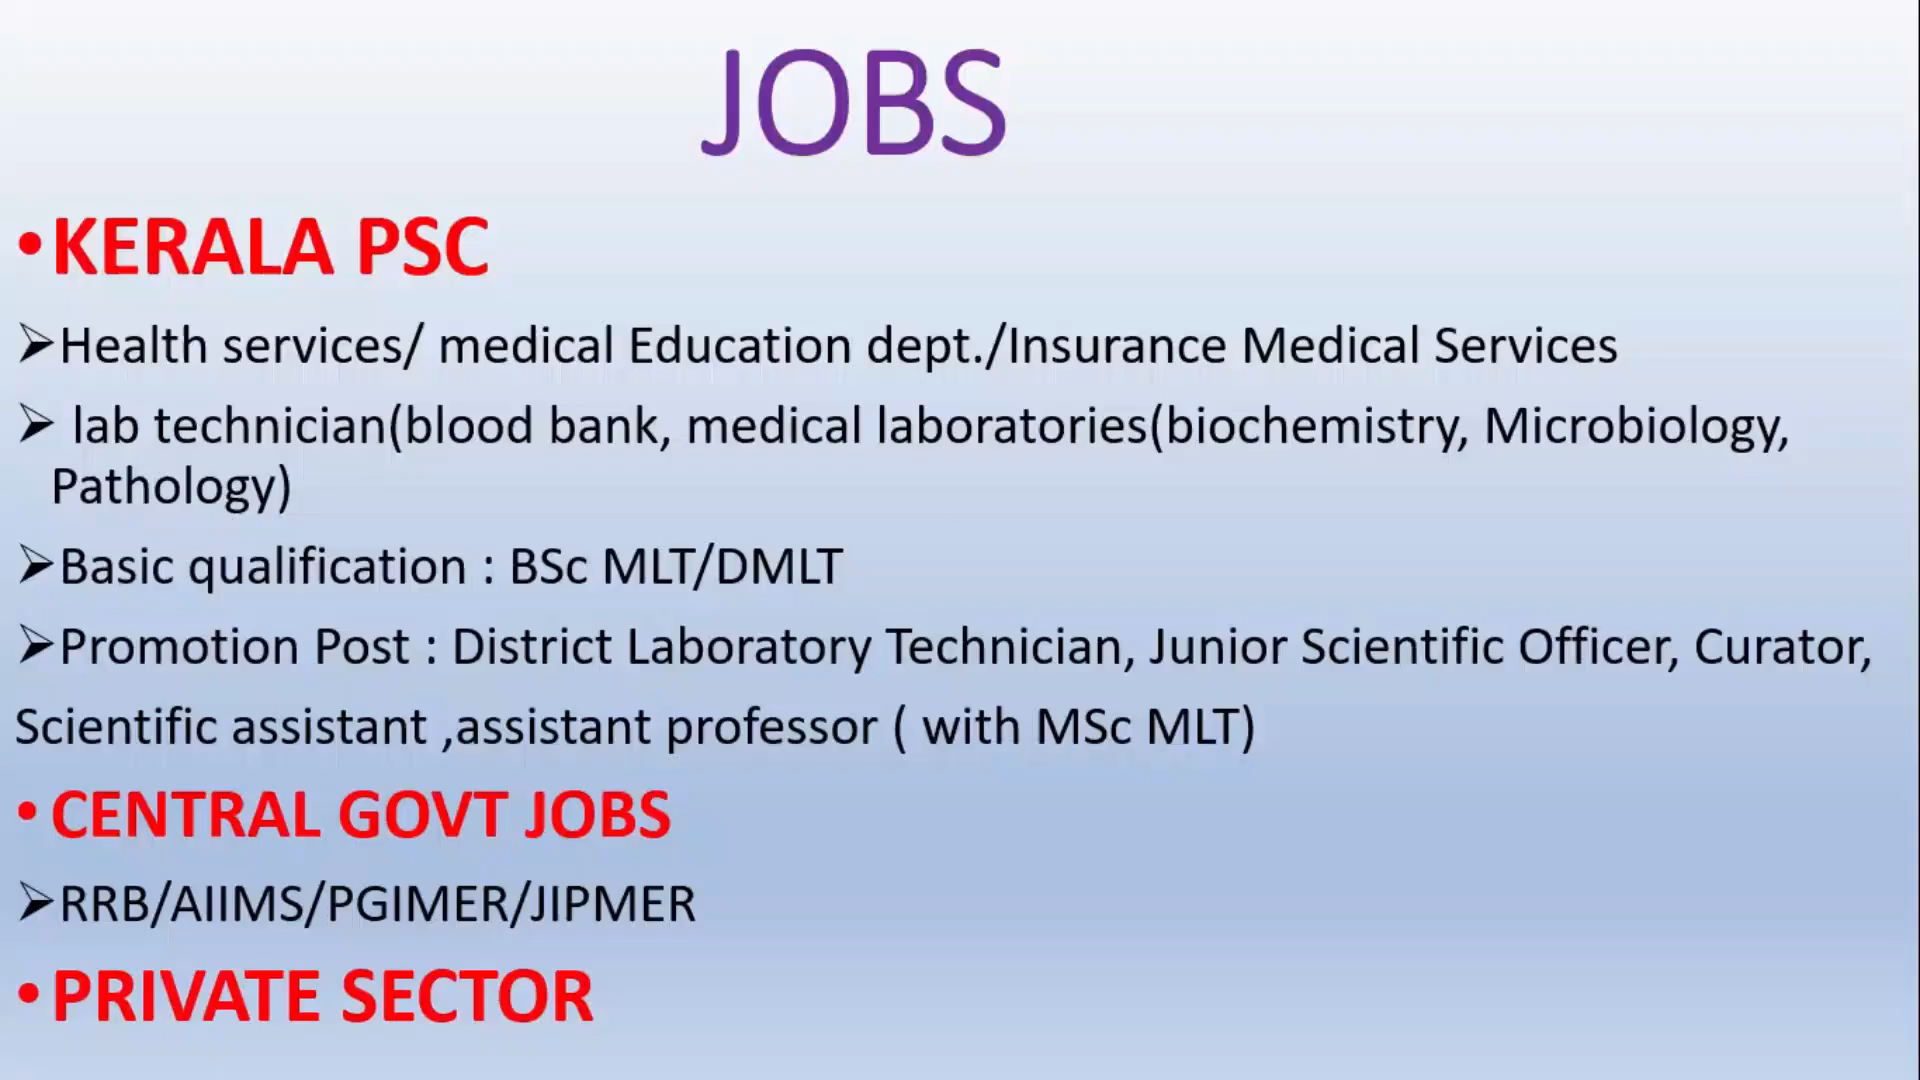 JOBS
•KERALA PSC
➢Health services/ medical Education dept./Insurance Medical Services
➢ lab technician(blood bank, medical laboratories(biochemistry, Microbiology,
Pathology)
➢Basic qualification : BSc MLT/DMLT
➢Promotion Post : District Laboratory Technician, Junior Scientific Officer, Curator,
Scientific assistant ,assistant professor ( with MSc MLT)
• CENTRAL GOVT JOBS
➢RRB/AIIMS/PGIMER/JIPMER
•PRIVATE SECTOR